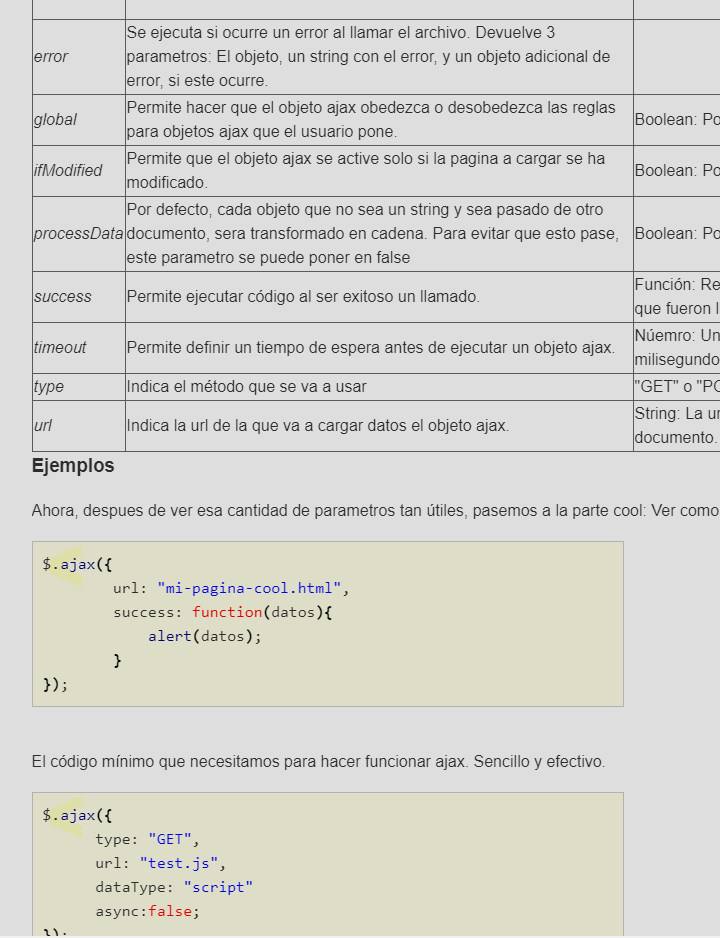 Se ejecuta si ocurre un error al llamar el archivo. Devuelve 3
error parametros: El objeto, un string con el error, y un objeto adicional de
error, si este ocurre.
Permite hacer que el objeto ajax obedezca o desobedezca las reglas
global para objetos ajax que el usuario pone. Boolean: Po
Permite que el objeto ajax se active solo si la pagina a cargar se ha
ifModified modificado. Boolean: Po
Por defecto, cada objeto que no sea un string y sea pasado de otro
processData documento, sera transformado en cadena. Para evitar que esto pase, Boolean: Po
este parametro se puede poner en false
success Permite ejecutar código al ser exitoso un llamado. Función: Re
que fueron l
timeout Permite definir un tiempo de espera antes de ejecutar un objeto ajax. Núemro: Un
milisegundo
type Indica el método que se va a usar "GET" o "PO
url Indica la url de la que va a cargar datos el objeto ajax. String: La ur
documento.
Ejemplos
Ahora, despues de ver esa cantidad de parametros tan útiles, pasemos a la parte cool: Ver como
$.ajax({
url: "mi-pagina-cool.html",
success: function(datos){
alert(datos);
}
});
El código mínimo que necesitamos para hacer funcionar ajax. Sencillo y efectivo.
$.ajax({
type: "GET",
url: "test.js",
dataType: "script"
async:false;
});